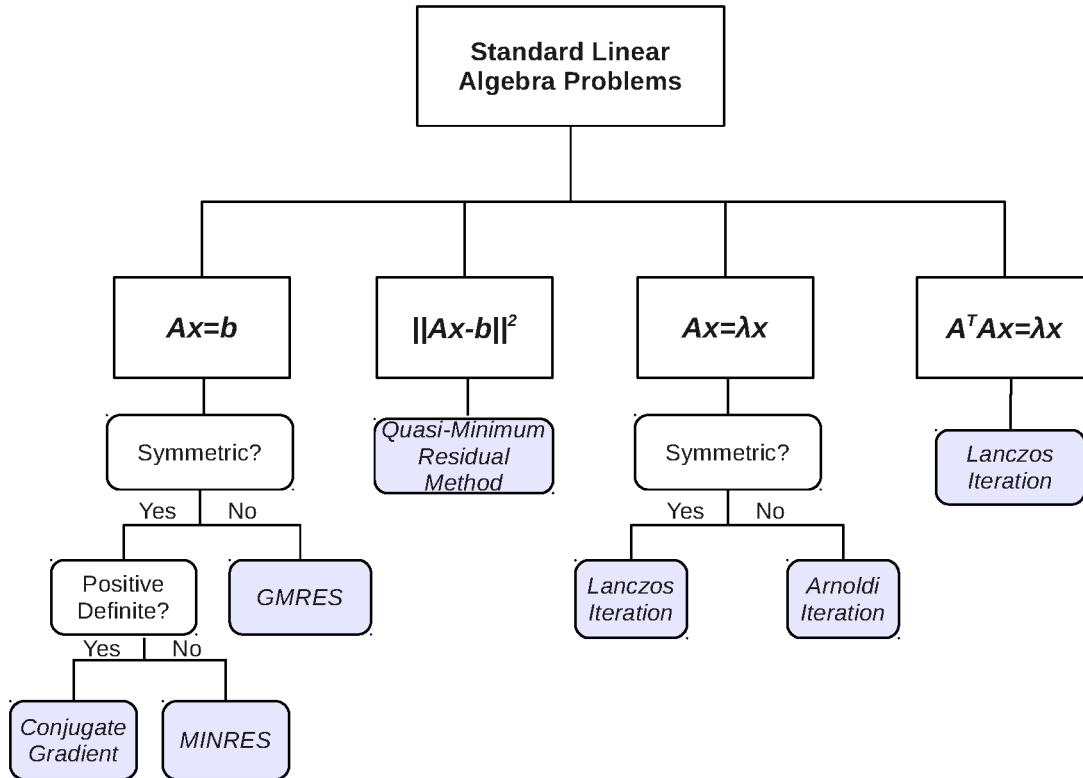 Standard Linear
Algebra Problems
Ax=b
||Ax-b||²
Ax=λx
AᵀAx=λx
Symmetric?
Quasi-Minimum
Residual
Method
Symmetric?
Lanczos
Iteration
Yes No
Yes No
Positive
Definite?
GMRES
Lanczos
Iteration
Arnoldi
Iteration
Yes No
Conjugate
Gradient
MINRES